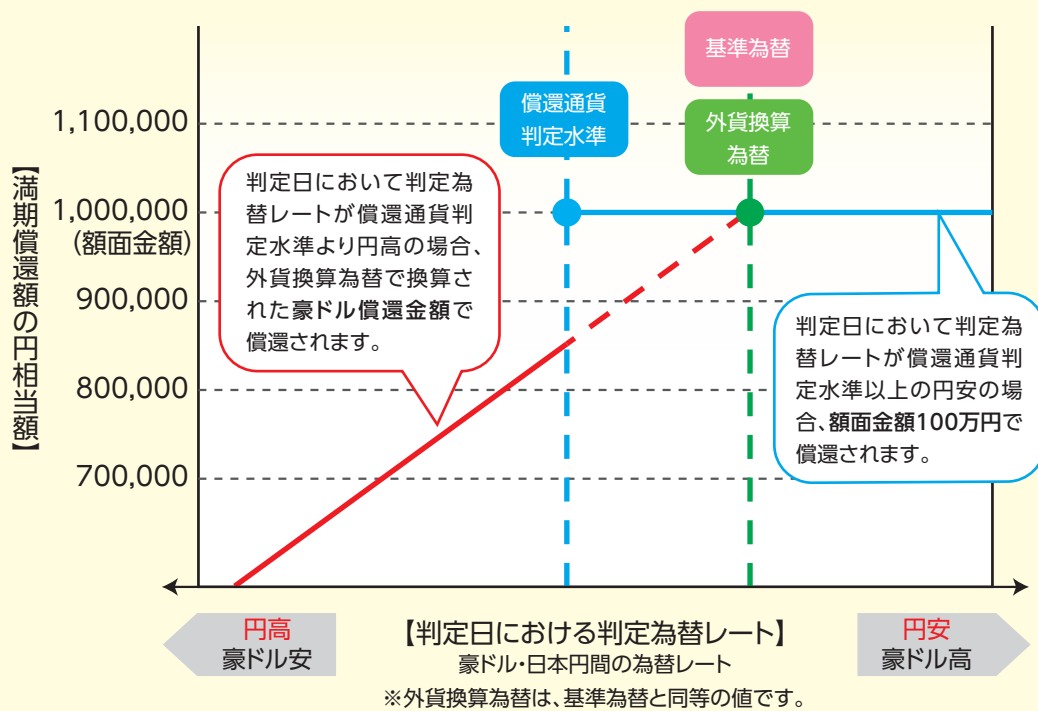 基準為替
償還通貨
判定水準
外貨換算
為替
【満期償還額の円相当額】
1,100,000
1,000,000
(額面金額)
900,000
800,000
700,000
判定日において判定為
替レートが償還通貨判
定水準より円高の場合、
外貨換算為替で換算さ
れた豪ドル償還金額で
償還されます。
判定日において判定為
替レートが償還通貨判
定水準以上の円安の場
合、額面金額100万円で
償還されます。
円高
豪ドル安
【判定日における判定為替レート】
豪ドル・日本円間の為替レート
円安
豪ドル高
※外貨換算為替は、基準為替と同等の値です。